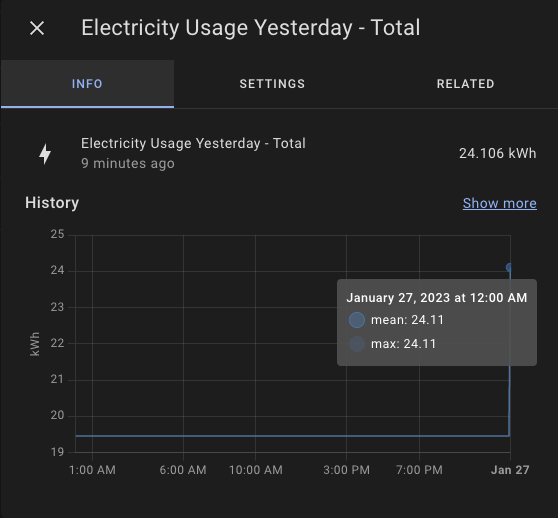 Electricity Usage Yesterday - Total
INFO
SETTINGS
RELATED
Electricity Usage Yesterday - Total
9 minutes ago
24.106 kWh
History
Show more
25
24
23
22
21
20
19
kWh
January 27, 2023 at 12:00 AM
mean: 24.11
max: 24.11
1:00 AM
6:00 AM
10:00 AM
3:00 PM
7:00 PM
Jan 27